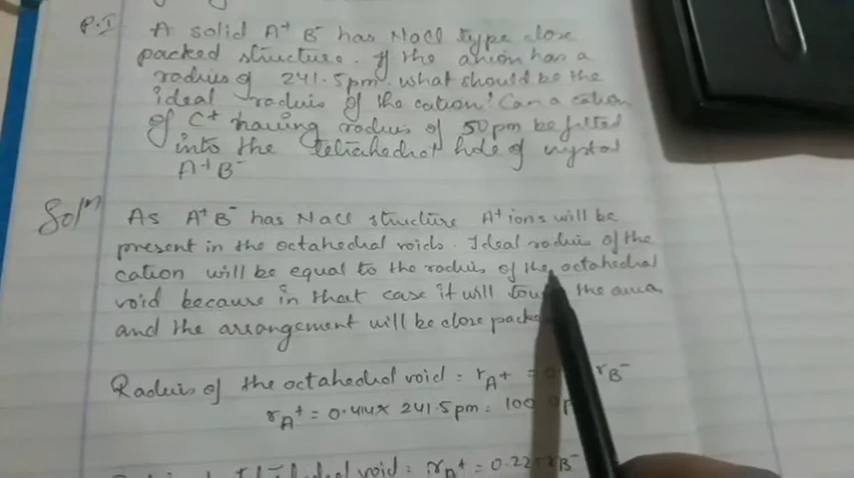 P.I A solid A+ B- has NaCl type close
packed structure. If the anion has a
radius of 241.5pm. what should be the
ideal radius of the cation? Can a cation
of C+ having radius of 50pm be fitted
into the tetrahedral hole of crystal
A+B-
Soln As A+ B- has NaCl structure A+ ions will be
present in the octahedral voids. Ideal radius of the
cation will be equal to the radius of the octahedral
void because in that case it will the
and the arrangement will be close
Radius of the octahedral void = rA+ = rB-
rA+ = 0.414 x 241.5pm = 100
void = rA+ = rB-